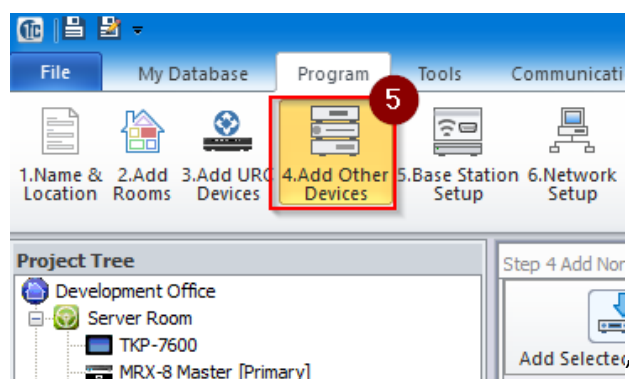 File My Database Program Tools Communicati
5
1.Name & 2.Add 3.Add URC 4.Add Other 5.Base Station 6.Network
Location Rooms Devices Devices Setup Setup
Project Tree
Step 4 Add Non
Development Office
Server Room
TKP-7600
Add Selected
MRX-8 Master [Primary]